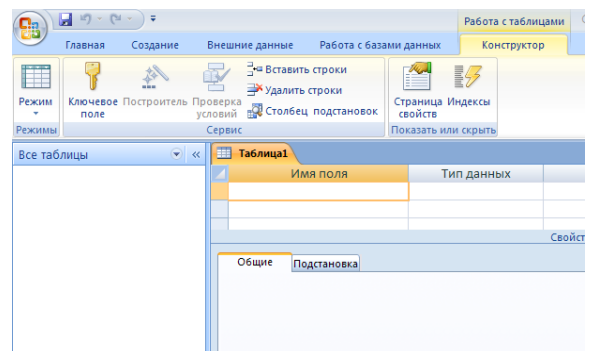 Работа с таблицами
Главная Создание Внешние данные Работа с базами данных Конструктор
Режим
Ключевое поле
Построитель
Проверка условий
Вставить строки
Удалить строки
Столбец подстановок
Страница свойств
Индексы
Режимы Сервис Показать или скрыть
Все таблицы
Таблица1
Имя поля Тип данных
Свойст
Общие Подстановка